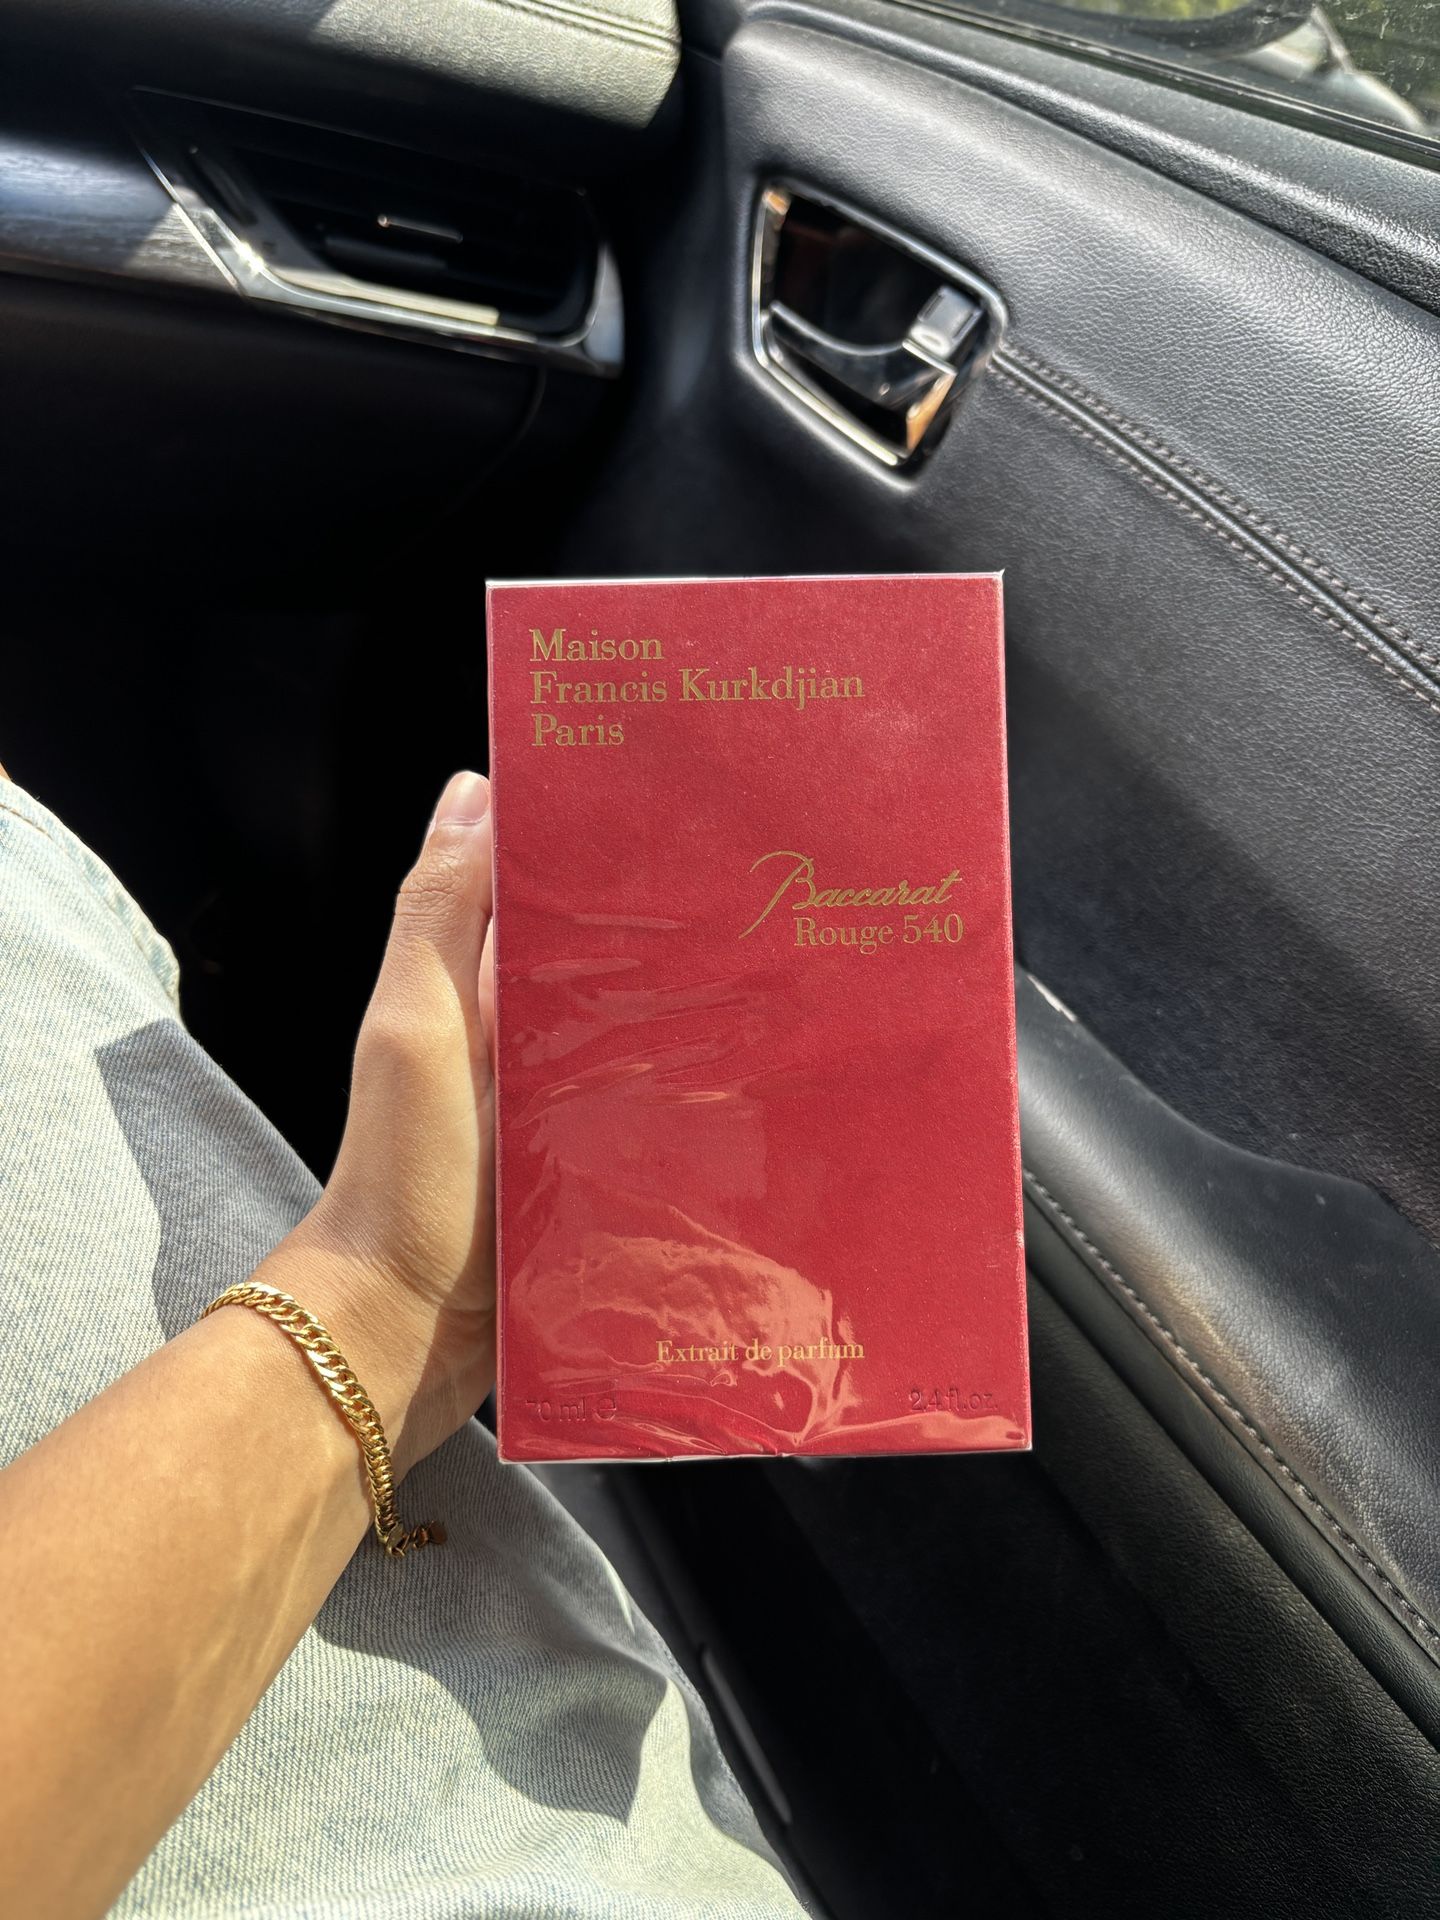 Maison
Francis Kurkdjian
Paris
Baccarat
Rouge 540
Extrait de parfum
70 ml ℮ 2.4 fl.oz.